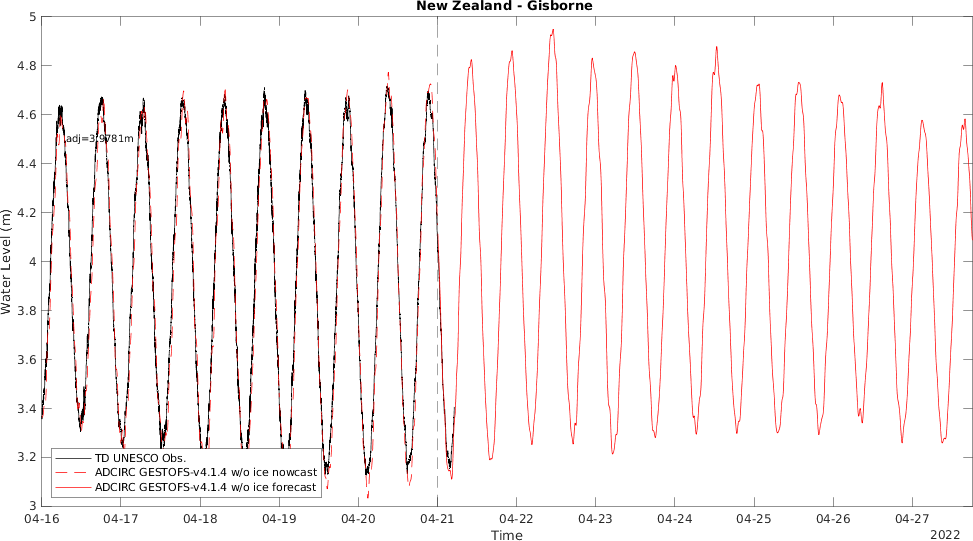 New Zealand - Gisborne
Water Level (m)
5
4.8
4.6
4.4
4.2
4
3.8
3.6
3.4
3.2
3
adj=3.9781m
TD UNESCO Obs.
ADCIRC GESTOFS-v4.1.4 w/o ice nowcast
ADCIRC GESTOFS-v4.1.4 w/o ice forecast
04-16 04-17 04-18 04-19 04-20 04-21 04-22 04-23 04-24 04-25 04-26 04-27
Time
2022